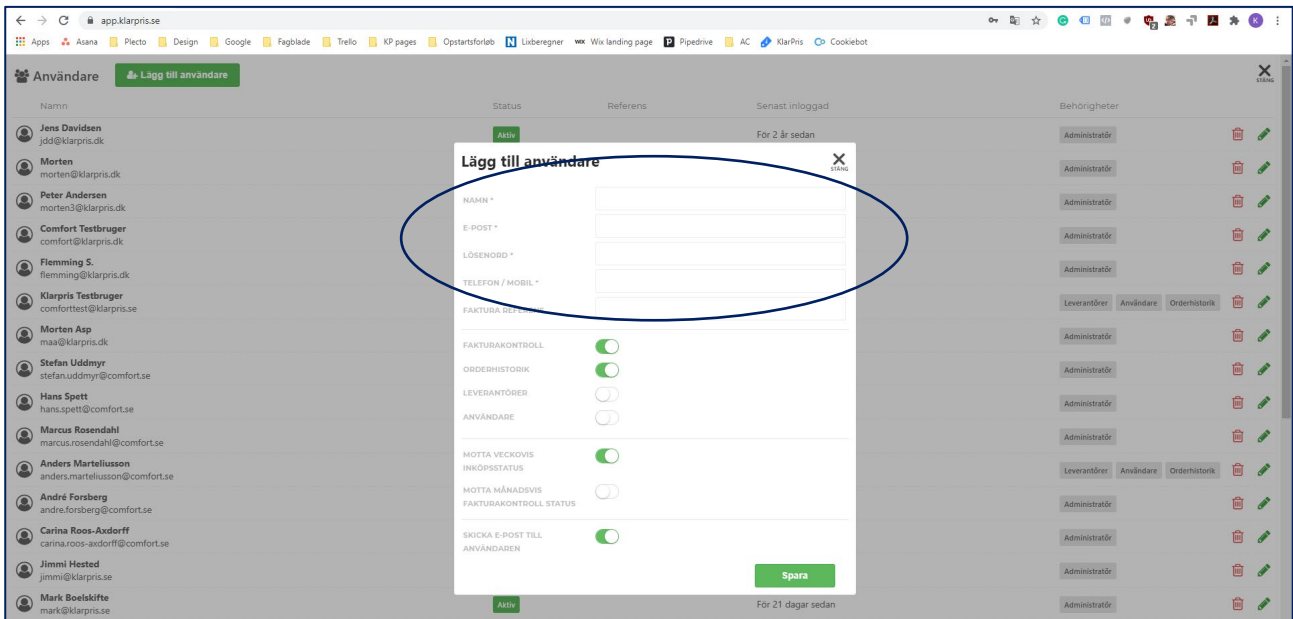 app.klarpris.se
Apps Asana Plecto Design Google Fagblade Trello KP pages Opstartsforløb Lixberegner WIX Wix landing page Pipedrive AC KlarPris Cookiebot
Användare Lägg till användare STÄNG
Namn Status Referens Senast inloggad Behörigheter
Jens Davidsen
jdd@klarpris.dk Aktiv För 2 år sedan Administratör
Morten
morten@klarpris.dk Administratör
Peter Andersen
morten3@klarpris.dk Administratör
Comfort Testbruger
comfort@klarpris.dk Administratör
Flemming S.
flemming@klarpris.dk Administratör
Klarpris Testbruger
comforttest@klarpris.se Leverantörer Användare Orderhistorik
Morten Asp
maa@klarpris.dk Administratör
Stefan Uddmyr
stefan.uddmyr@comfort.se Administratör
Hans Spett
hans.spett@comfort.se Administratör
Marcus Rosendahl
marcus.rosendahl@comfort.se Administratör
Anders Marteliusson
anders.marteliusson@comfort.se Leverantörer Användare Orderhistorik
André Forsberg
andre.forsberg@comfort.se Administratör
Carina Roos-Axdorff
carina.roos-axdorff@comfort.se Administratör
Jimmi Hested
jimmi@klarpris.se Administratör
Mark Boelskifte
mark@klarpris.se Aktiv För 21 dagar sedan Administratör
Lägg till användare STÄNG
NAMN *
E-POST *
LÖSENORD *
TELEFON / MOBIL *
FAKTURA REFERENS
FAKTURAKONTROLL
ORDERHISTORIK
LEVERANTÖRER
ANVÄNDARE
MOTTA VECKOVIS
INKÖPSSTATUS
MOTTA MÅNADSVIS
FAKTURAKONTROLL STATUS
SKICKA E-POST TILL
ANVÄNDAREN
Spara